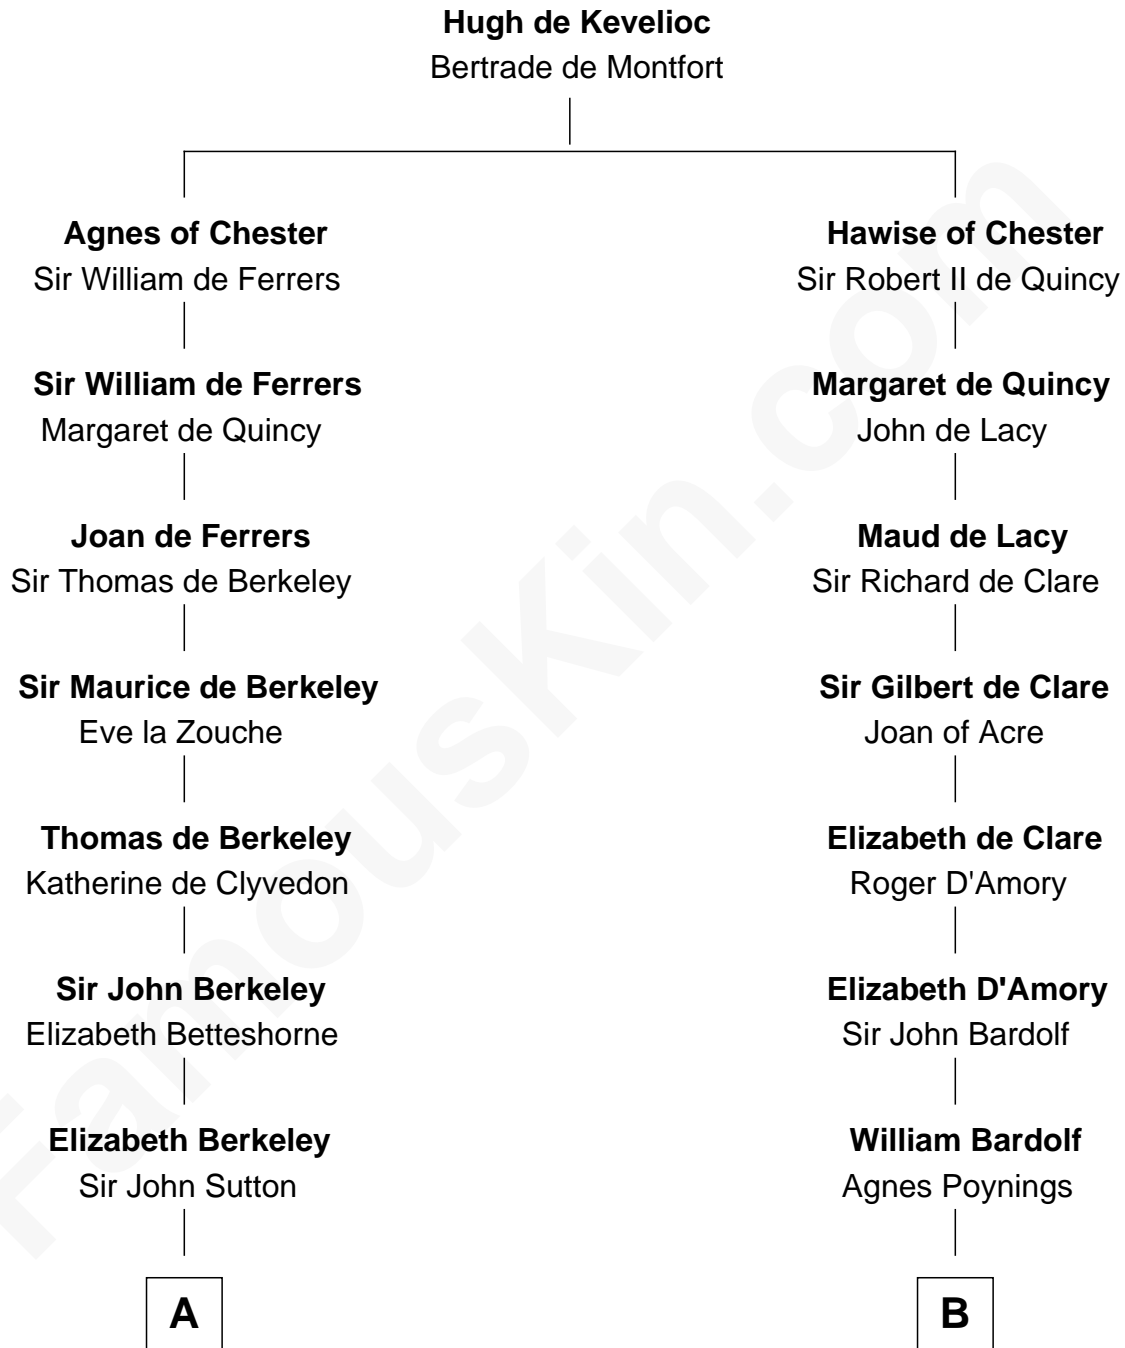 Hugh de Kevelioc
Bertrade de Montfort
Agnes of Chester
Sir William de Ferrers
Hawise of Chester
Sir Robert II de Quincy
Sir William de Ferrers
Margaret de Quincy
Margaret de Quincy
John de Lacy
Joan de Ferrers
Sir Thomas de Berkeley
Maud de Lacy
Sir Richard de Clare
Sir Maurice de Berkeley
Eve la Zouche
Sir Gilbert de Clare
Joan of Acre
Thomas de Berkeley
Katherine de Clyvedon
Elizabeth de Clare
Roger D'Amory
Sir John Berkeley
Elizabeth Betteshorne
Elizabeth D'Amory
Sir John Bardolf
Elizabeth Berkeley
Sir John Sutton
William Bardolf
Agnes Poynings
A
B
FamousKin.com